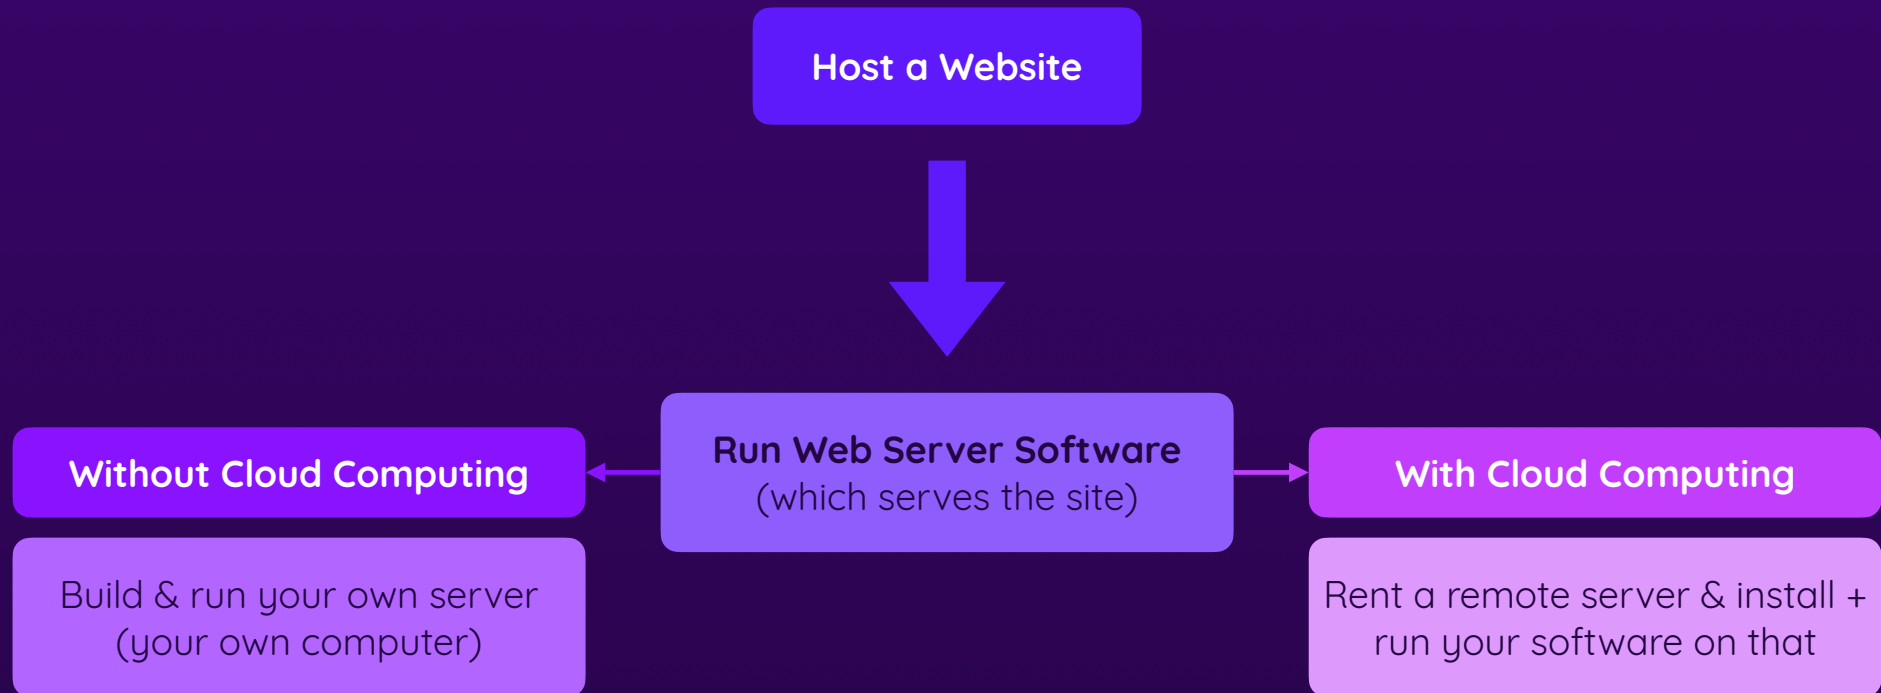 Host a Website
Run Web Server Software
(which serves the site)
Without Cloud Computing
Build & run your own server
(your own computer)
With Cloud Computing
Rent a remote server & install +
run your software on that